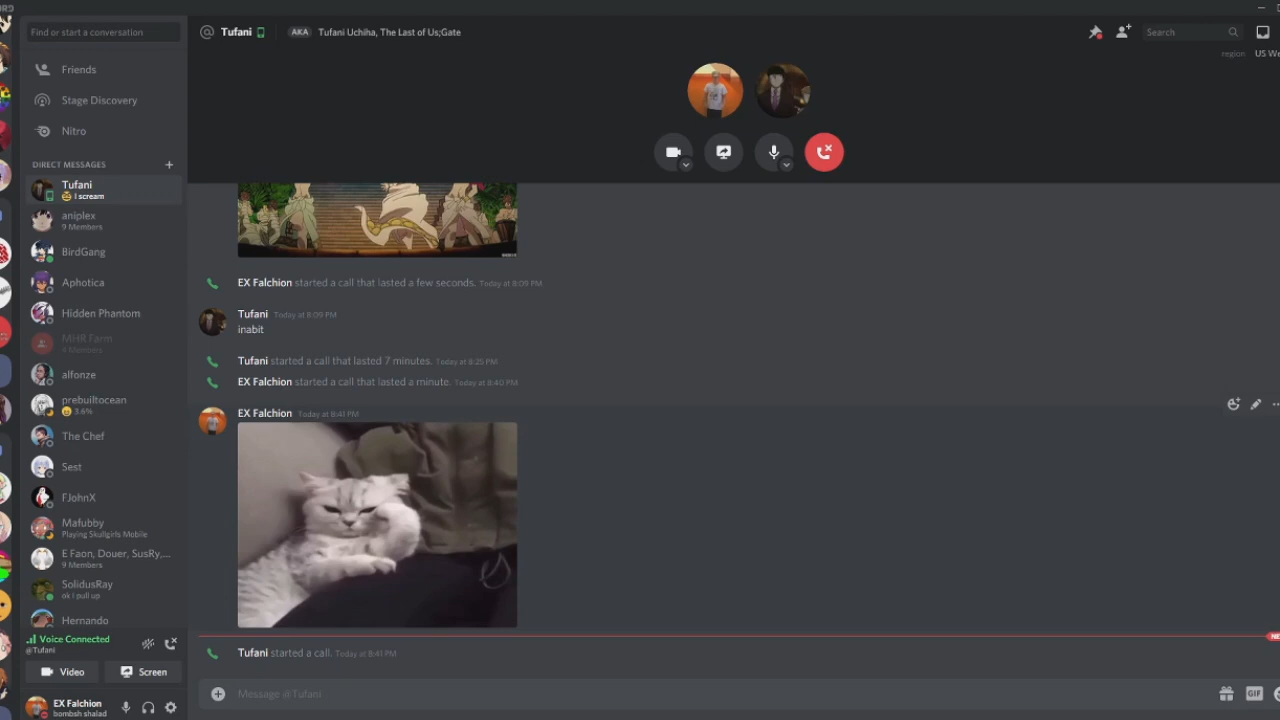 Find or start a conversation
Friends
Stage Discovery
Nitro
DIRECT MESSAGES
Tufani
I scream
aniplex
9 Members
BirdGang
Aphotica
Hidden Phantom
MHR Farm
4 Members
alfonze
prebuiltocean
3.6%
The Chef
Sest
FJohnX
Mafubby
Playing Skullgirls Mobile
E Faon, Douer, SusRy,...
9 Members
SolidusRay
ok I pull up
Hernando
Voice Connected
@Tufani
Video Screen
EX Falchion
bombsh shalad
@ Tufani AKA Tufani Uchiha, The Last of Us;Gate
Search
region US We
EX Falchion started a call that lasted a few seconds. Today at 8:09 PM
Tufani Today at 8:09 PM
inabit
Tufani started a call that lasted 7 minutes. Today at 8:25 PM
EX Falchion started a call that lasted a minute. Today at 8:40 PM
EX Falchion Today at 8:41 PM
NE
Tufani started a call. Today at 8:41 PM
Message @Tufani
GIF